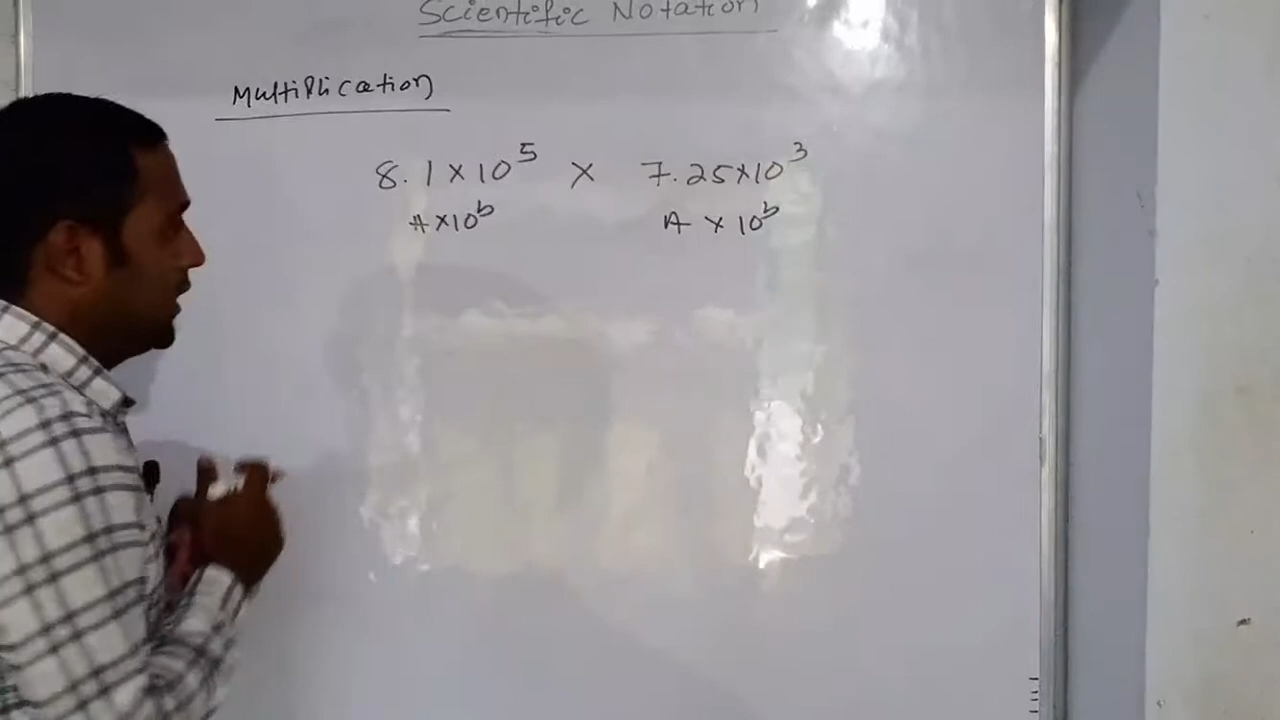 Scientific Notation
Multiplication
8.1 × 10⁵ × 7.25×10³
A ×10ᵇ A × 10ᵇ